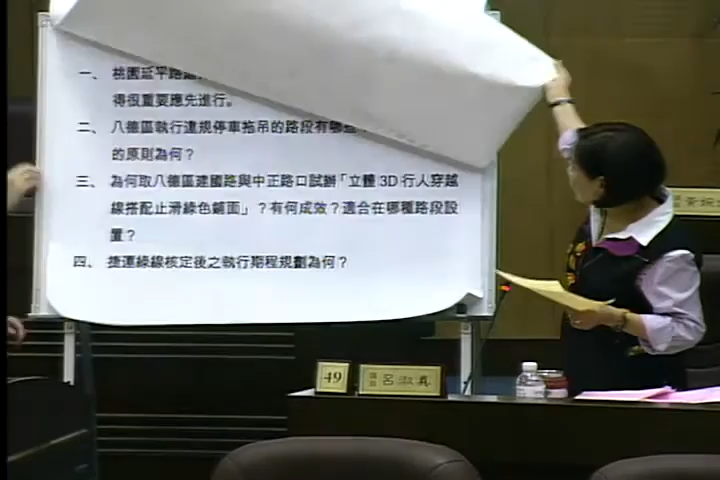 一、 桃園延平路
得很重要應先進行。
二、 八德區執行違規停車拖吊的路段有哪些
的原則為何？
三、 為何取八德區建國路與中正路口試辦「立體 3D 行人穿越
線搭配止滑綠色鋪面」？有何成效？適合在哪種路段設
置？
四、 捷運綠線核定後之執行期程規劃為何？
49
議員 呂淑真